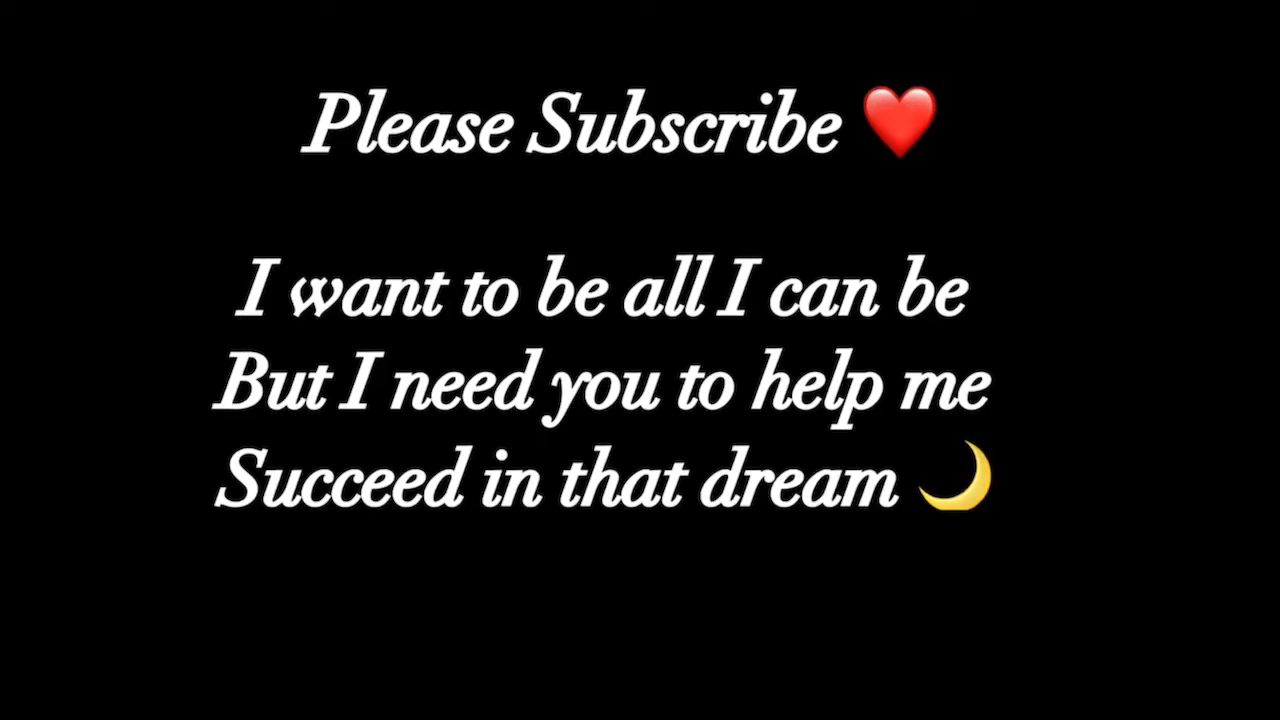 Please Subscribe ❤️
I want to be all I can be
But I need you to help me
Succeed in that dream 🌙